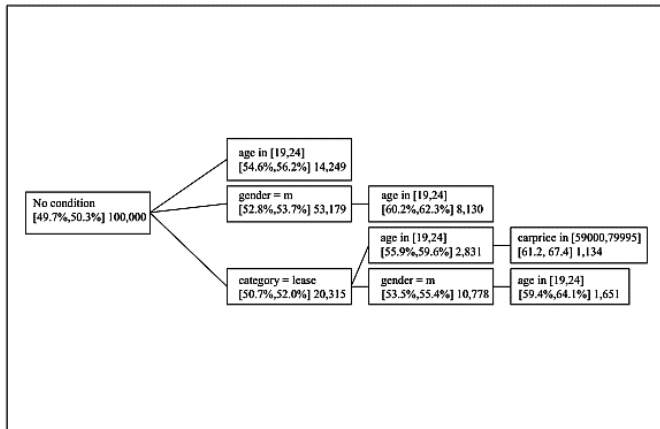 No condition
[49.7%,50.3%] 100,000
age in [19,24]
[54.6%,56.2%] 14,249
gender = m
[52.8%,53.7%] 53,179
category = lease
[50.7%,52.0%] 20,315
age in [19,24]
[60.2%,62.3%] 8,130
age in [19,24]
[55.9%,59.6%] 2,831
gender = m
[53.5%,55.4%] 10,778
carprice in [59000,79995]
[61.2, 67.4] 1,134
age in [19,24]
[59.4%,64.1%] 1,651